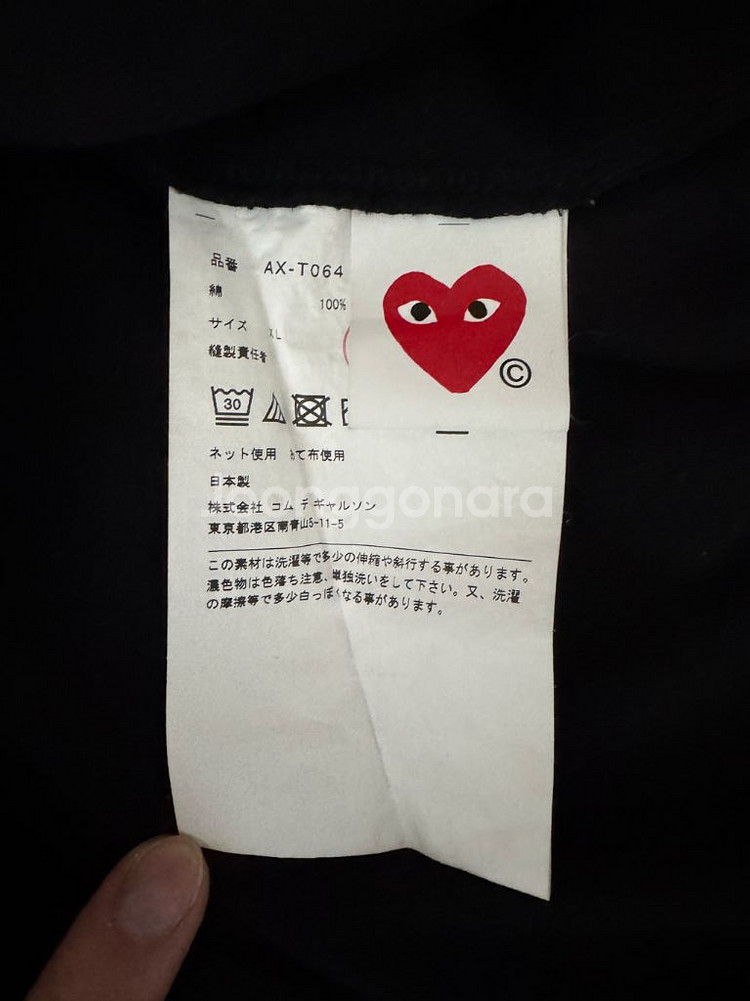 品番 AX-T064
綿 100%
サイズ XL
縫製責任者
©
30
ネット使用 あて布使用
日本製
株式会社 コム デ ギャルソン
東京都港区南青山5-11-5
この素材は洗濯等で多少の伸縮や斜行する事があります。
濃色物は色落ち注意、単独洗いをして下さい。又、洗濯
の摩擦等で多少白っぽくなる事があります。
joonggonara